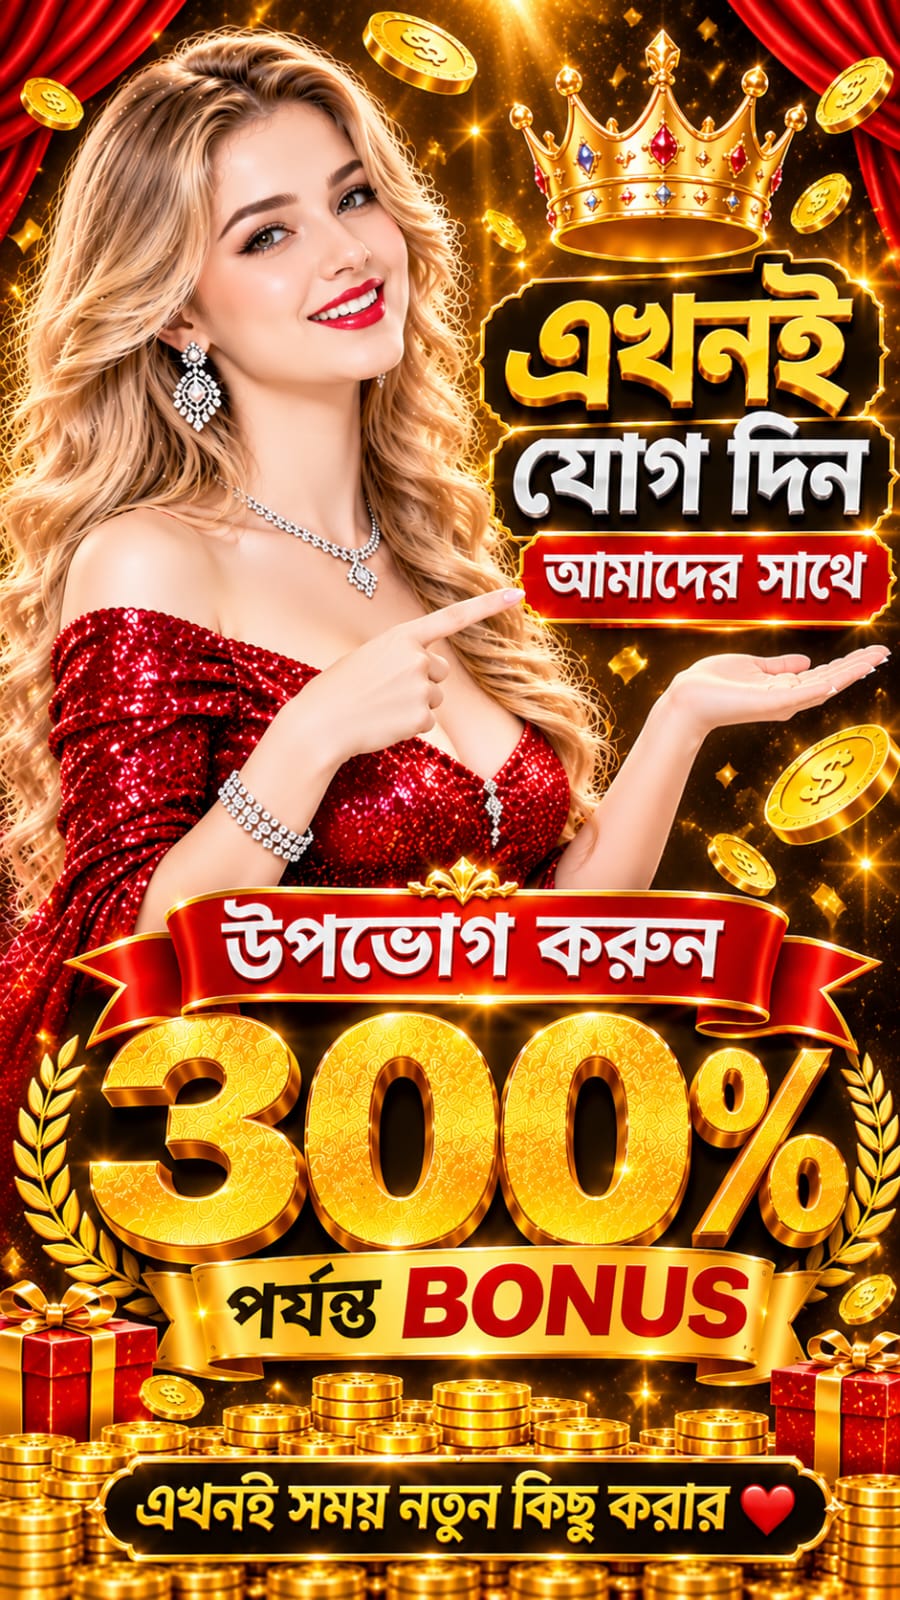 এখনই
যোগ দিন
আমাদের সাথে
উপভোগ করুন
300%
পর্যন্ত BONUS
এখনই সময় নতুন কিছু করার ❤️